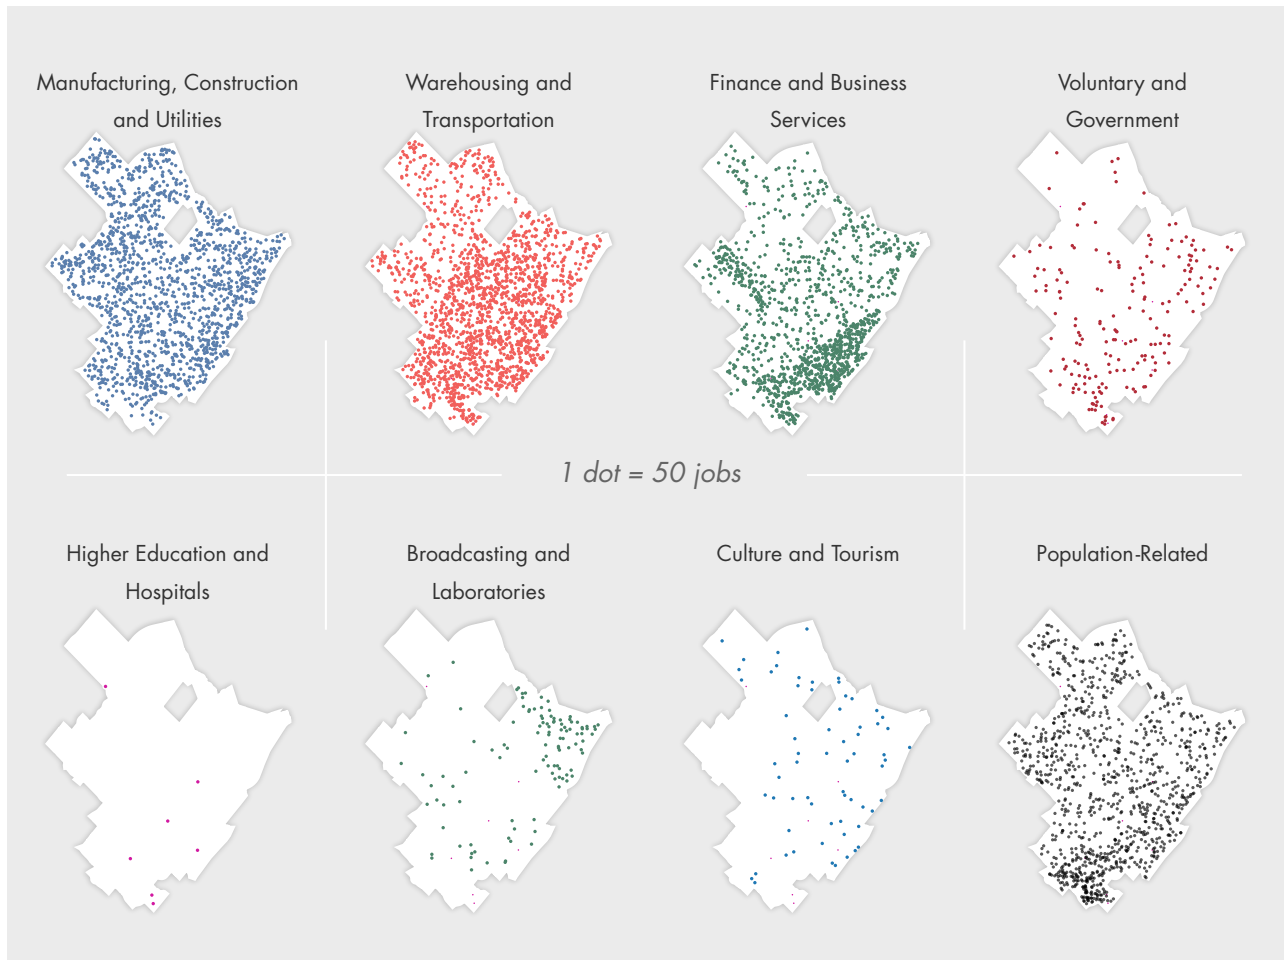 Manufacturing, Construction
and Utilities
Warehousing and
Transportation
Finance and Business
Services
Voluntary and
Government
1 dot = 50 jobs
Higher Education and
Hospitals
Broadcasting and
Laboratories
Culture and Tourism
Population-Related